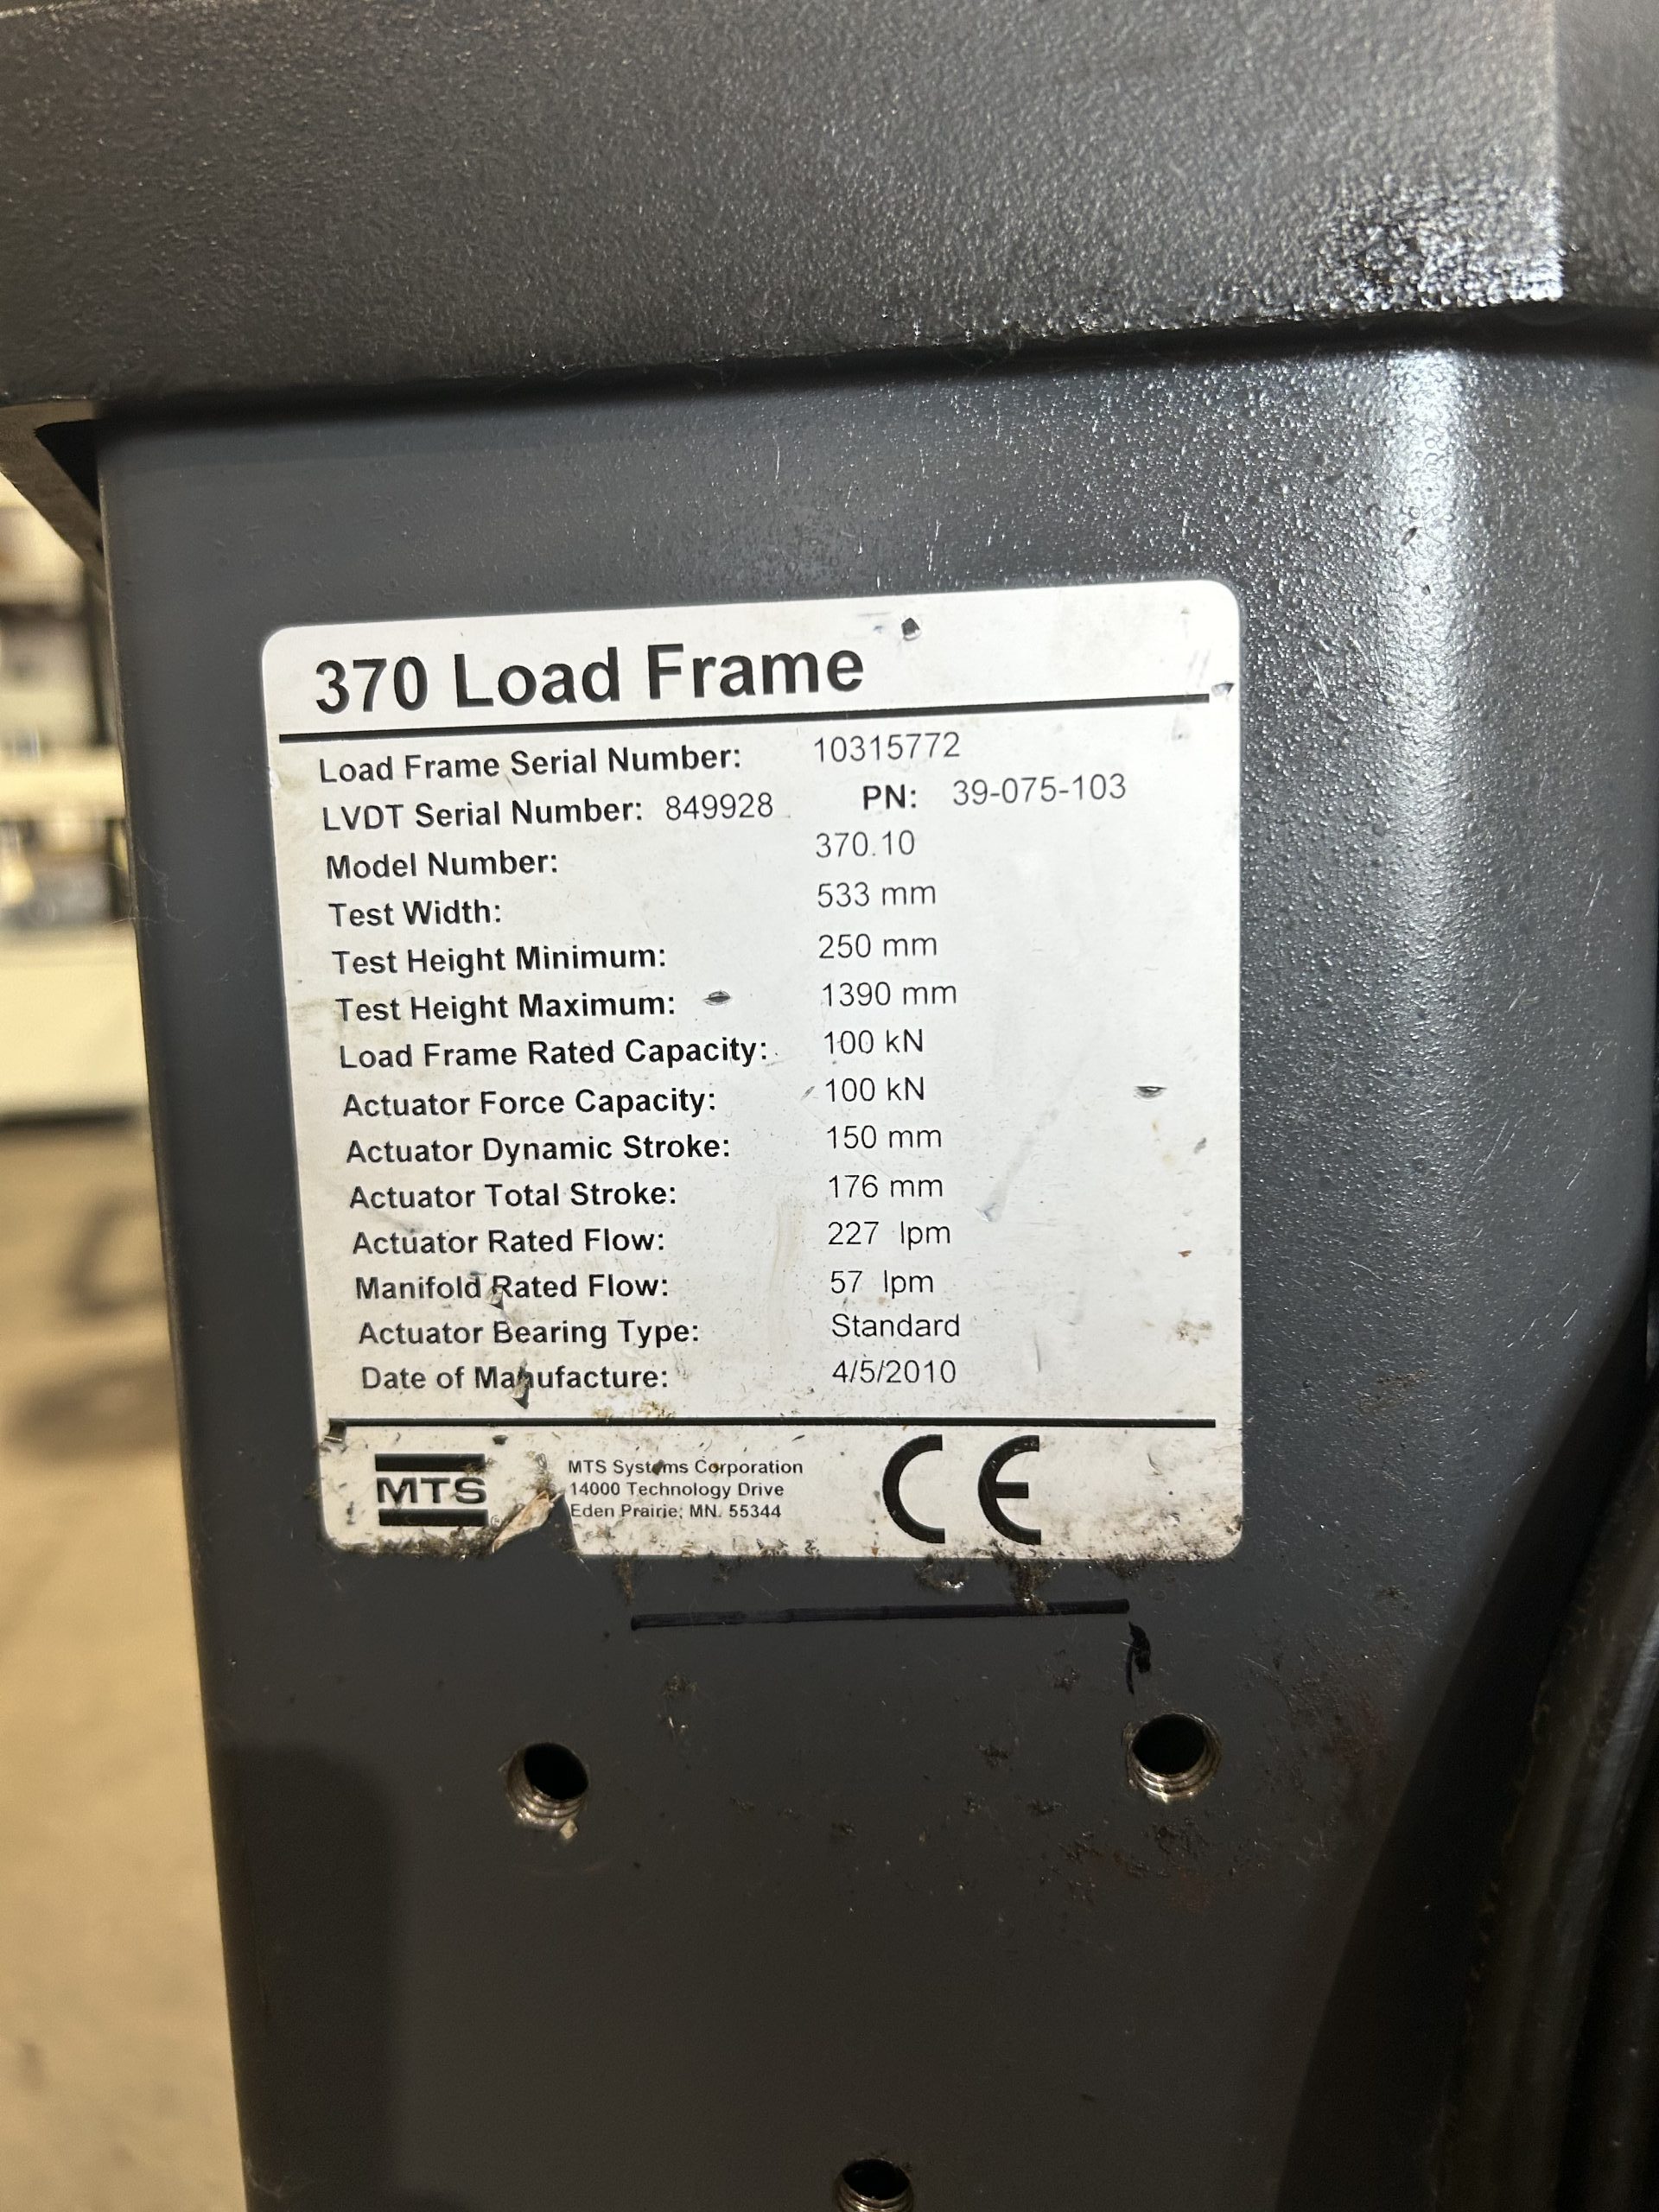 370 Load Frame
Load Frame Serial Number: 10315772
LVDT Serial Number: 849928 PN: 39-075-103
Model Number: 370.10
Test Width: 533 mm
Test Height Minimum: 250 mm
Test Height Maximum: 1390 mm
Load Frame Rated Capacity: 100 kN
Actuator Force Capacity: 100 kN
Actuator Dynamic Stroke: 150 mm
Actuator Total Stroke: 176 mm
Actuator Rated Flow: 227 lpm
Manifold Rated Flow: 57 lpm
Actuator Bearing Type: Standard
Date of Manufacture: 4/5/2010
MTS
MTS Systems Corporation
14000 Technology Drive
Eden Prairie, MN. 55344
CE